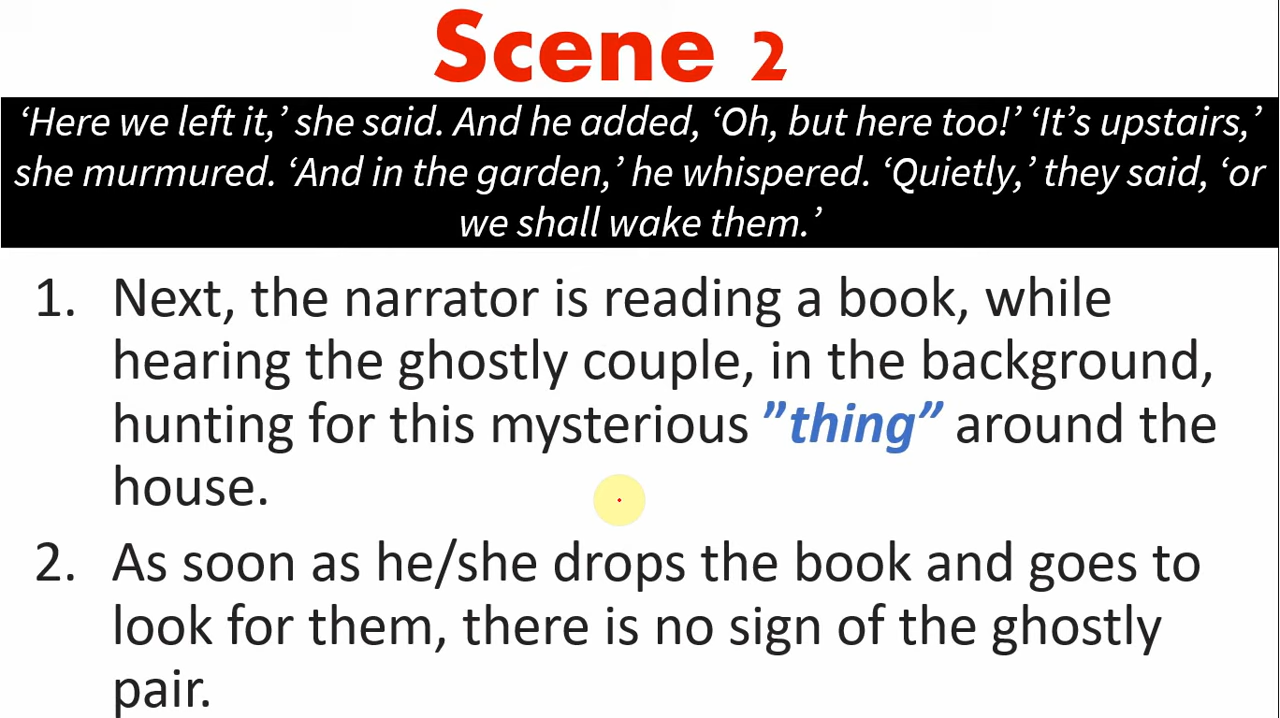 Scene 2
‘Here we left it,’ she said. And he added, ‘Oh, but here too!’ ‘It’s upstairs,’
she murmured. ‘And in the garden,’ he whispered. ‘Quietly,’ they said, ‘or
we shall wake them.’
1. Next, the narrator is reading a book, while
hearing the ghostly couple, in the background,
hunting for this mysterious ”thing” around the
house.
2. As soon as he/she drops the book and goes to
look for them, there is no sign of the ghostly
pair.